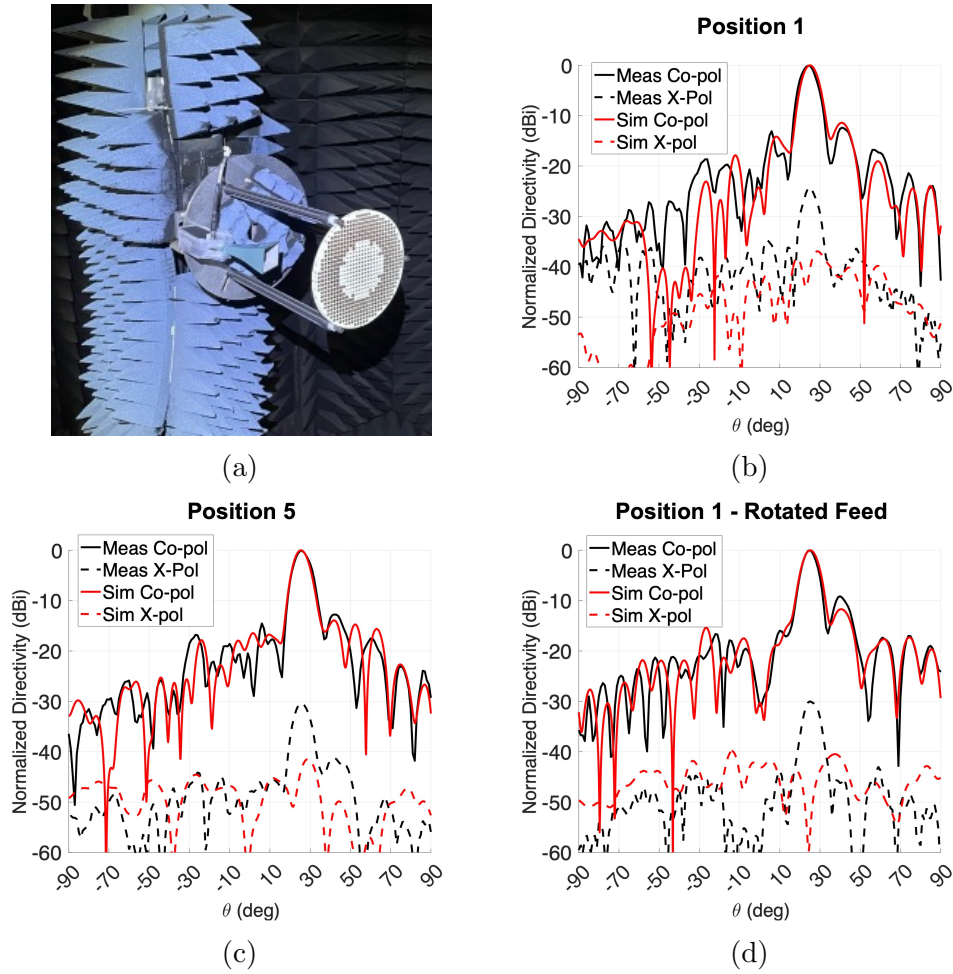 Position 1
Normalized Directivity (dBi)
0
-10
-20
-30
-40
-50
-60
Meas Co-pol
Meas X-Pol
Sim Co-pol
Sim X-pol
-90
-70
-50
-30
-10
10
30
50
70
90
θ (deg)
(a)
(b)
Position 5
Normalized Directivity (dBi)
0
-10
-20
-30
-40
-50
-60
Meas Co-pol
Meas X-Pol
Sim Co-pol
Sim X-pol
-90
-70
-50
-30
-10
10
30
50
70
90
θ (deg)
(c)
Position 1 - Rotated Feed
Normalized Directivity (dBi)
0
-10
-20
-30
-40
-50
-60
Meas Co-pol
Meas X-Pol
Sim Co-pol
Sim X-pol
-90
-70
-50
-30
-10
10
30
50
70
90
θ (deg)
(d)